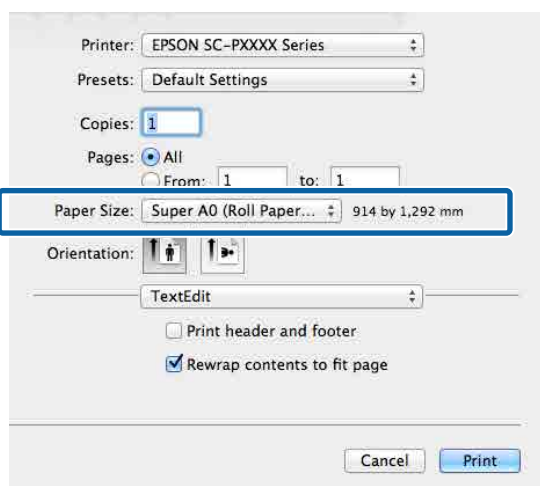 Printer: EPSON SC-PXXXX Series
Presets: Default Settings
Copies: 1
Pages: All
From: 1 to: 1
Paper Size: Super A0 (Roll Paper... 914 by 1,292 mm
Orientation:
TextEdit
Print header and footer
Rewrap contents to fit page
Cancel Print